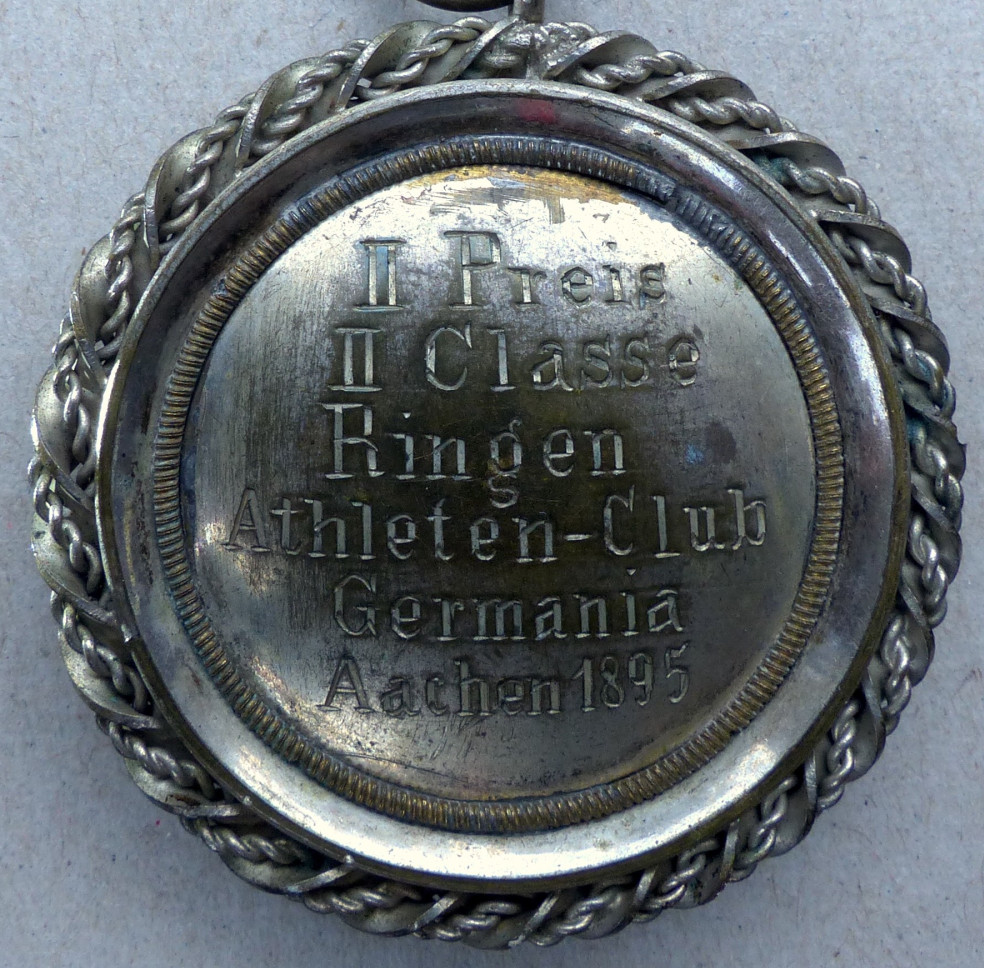 II Preis
II Classe
Ringen
s
Athleten-Club
Germania
Aachen 1895